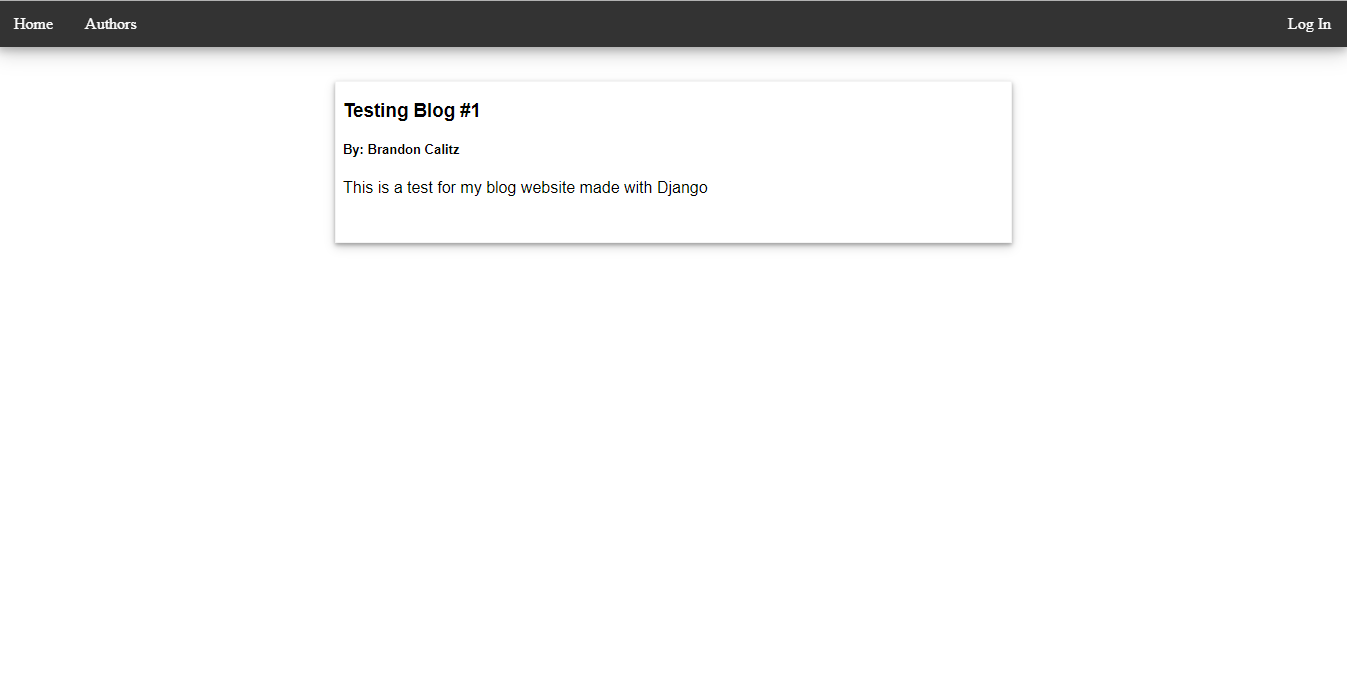 Home Authors Log In
Testing Blog #1
By: Brandon Calitz
This is a test for my blog website made with Django